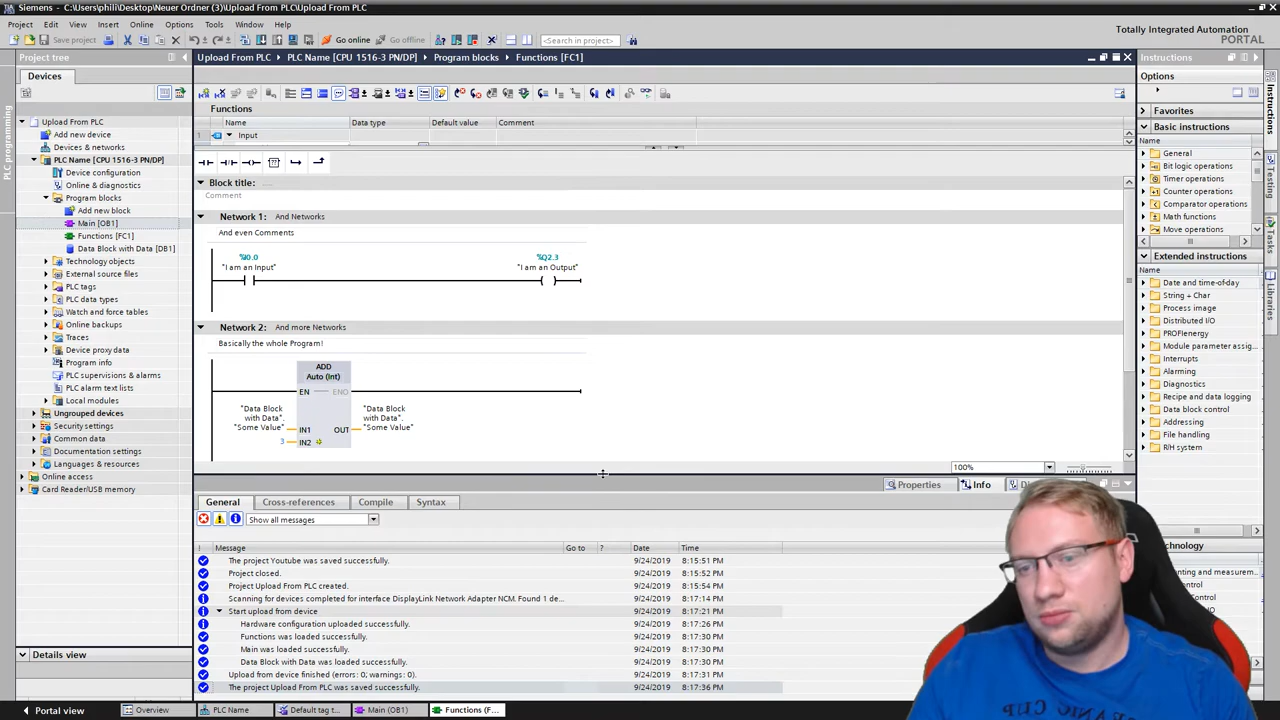 Siemens - C:\Users\phili\Desktop\Neuer Ordner (3)\Upload From PLC\Upload From PLC
Project Edit View Insert Online Options Tools Window Help
Totally Integrated Automation
PORTAL
Save project Go online Go offline <Search in project>
Project tree
Upload From PLC PLC Name [CPU 1516-3 PN/DP] Program blocks Functions [FC1]
Instructions
Devices
Options
PLC programming
Upload From PLC
Add new device
Devices & networks
PLC Name [CPU 1516-3 PN/DP]
Device configuration
Online & diagnostics
Program blocks
Add new block
Main [OB1]
Functions [FC1]
Data Block with Data [DB1]
Technology objects
External source files
PLC tags
PLC data types
Watch and force tables
Online backups
Traces
Device proxy data
Program info
PLC supervisions & alarms
PLC alarm text lists
Local modules
Ungrouped devices
Security settings
Common data
Documentation settings
Languages & resources
Online access
Card Reader/USB memory
Details view
Functions
Name Data type Default value Comment
1 Input
Block title: .....
Comment
Network 1: And Networks
And even Comments
%I0.0
"I am an Input"
%Q2.3
"I am an Output"
Network 2: And more Networks
Basically the whole Program!
ADD
Auto (Int)
EN ENO
"Data Block
with Data".
"Some Value" IN1
3 IN2
OUT
"Data Block
with Data".
"Some Value"
100%
Properties Info
General Cross-references Compile Syntax
Show all messages
! Message Go to ? Date Time
The project Youtube was saved successfully. 9/24/2019 8:15:51 PM
Project closed. 9/24/2019 8:15:52 PM
Project Upload From PLC created. 9/24/2019 8:15:54 PM
Scanning for devices completed for interface DisplayLink Network Adapter NCM. Found 1 de... 9/24/2019 8:17:14 PM
Start upload from device 9/24/2019 8:17:21 PM
Hardware configuration uploaded successfully. 9/24/2019 8:17:26 PM
Functions was loaded successfully. 9/24/2019 8:17:30 PM
Main was loaded successfully. 9/24/2019 8:17:30 PM
Data Block with Data was loaded successfully. 9/24/2019 8:17:30 PM
Upload from device finished (errors: 0; warnings: 0). 9/24/2019 8:17:31 PM
The project Upload From PLC was saved successfully. 9/24/2019 8:17:36 PM
Favorites
Basic instructions
Name
General
Bit logic operations
Timer operations
Counter operations
Comparator operations
Math functions
Move operations
Extended instructions
Name
Date and time-of-day
String + Char
Process image
Distributed I/O
PROFIenergy
Module parameter assig...
Interrupts
Alarming
Diagnostics
Recipe and data logging
Data block control
Addressing
File handling
R/H system
Instructions
Testing
Tasks
Libraries
Portal view Overview PLC Name Default tag t... Main (OB1) Functions (F...